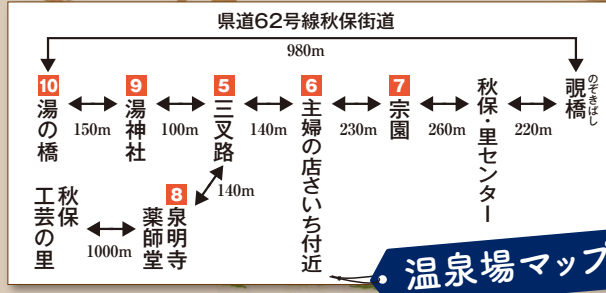 県道62号線秋保街道
980m
10
湯の橋
150m
9
湯神社
100m
5
三叉路
140m
6
主婦の店さいち付近
230m
7
宗園
260m
秋保・里センター
220m
覗橋
のぞきばし
140m
8
泉明寺
薬師堂
1000m
秋保
工芸の里
温泉場マップ